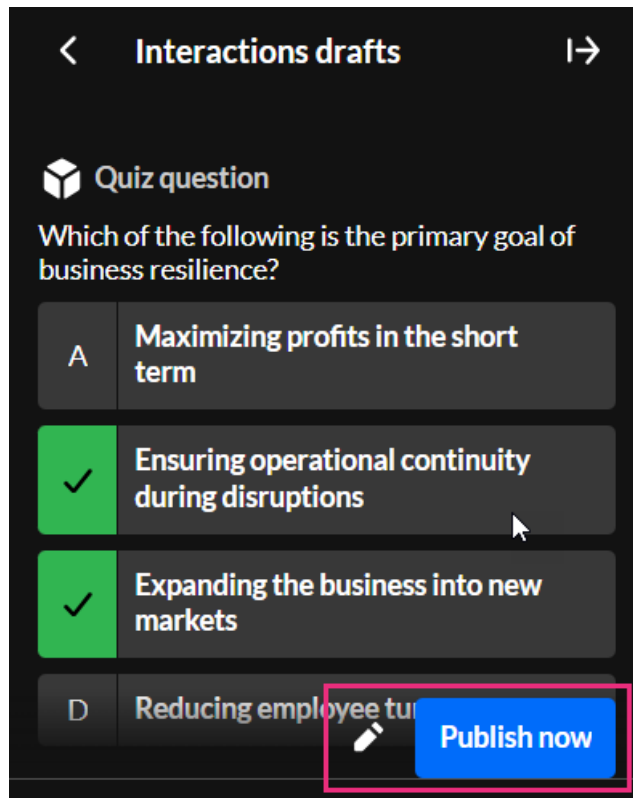 Interactions drafts
Quiz question
Which of the following is the primary goal of
business resilience?
A
Maximizing profits in the short
term
Ensuring operational continuity
during disruptions
Expanding the business into new
markets
D
Reducing employee
Publish now